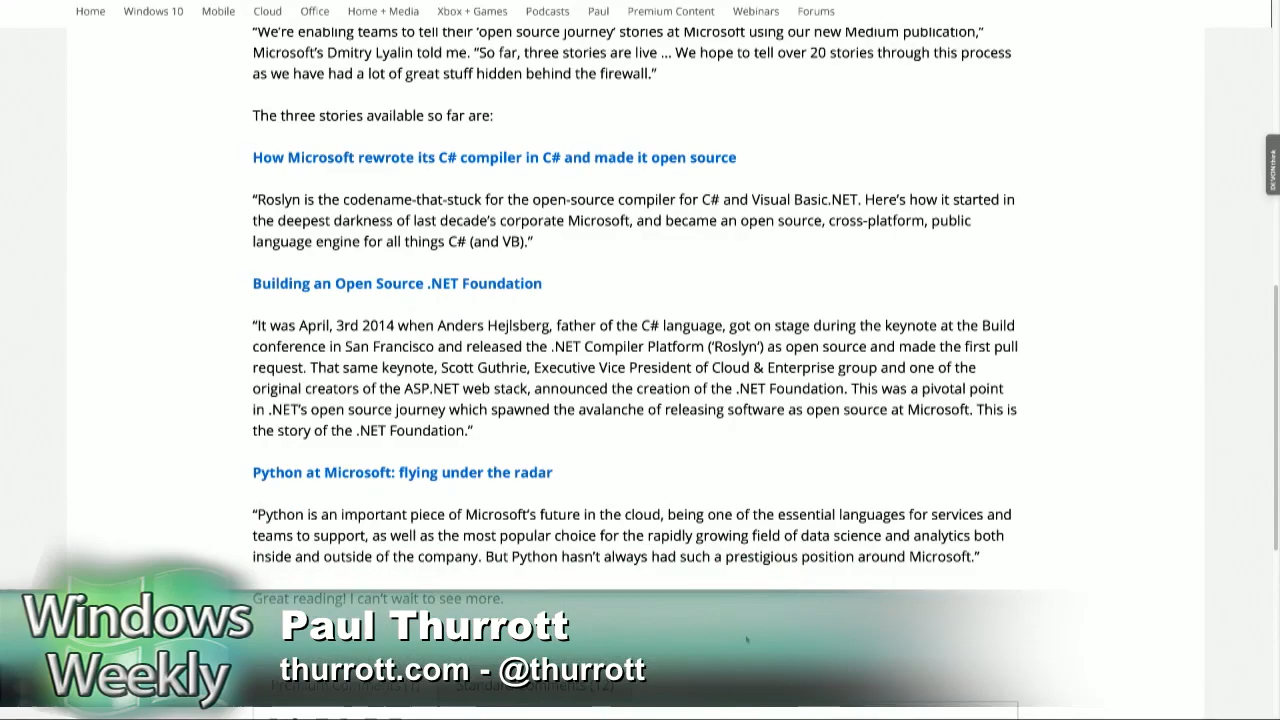 Home Windows 10 Mobile Cloud Office Home + Media Xbox + Games Podcasts Paul Premium Content Webinars Forums
“We’re enabling teams to tell their ‘open source journey’ stories at Microsoft using our new Medium publication,”
Microsoft’s Dmitry Lyalin told me. “So far, three stories are live ... We hope to tell over 20 stories through this process
as we have had a lot of great stuff hidden behind the firewall.”
The three stories available so far are:
How Microsoft rewrote its C# compiler in C# and made it open source
“Roslyn is the codename-that-stuck for the open-source compiler for C# and Visual Basic.NET. Here’s how it started in
the deepest darkness of last decade’s corporate Microsoft, and became an open source, cross-platform, public
language engine for all things C# (and VB).”
Building an Open Source .NET Foundation
“It was April, 3rd 2014 when Anders Hejlsberg, father of the C# language, got on stage during the keynote at the Build
conference in San Francisco and released the .NET Compiler Platform (‘Roslyn’) as open source and made the first pull
request. That same keynote, Scott Guthrie, Executive Vice President of Cloud & Enterprise group and one of the
original creators of the ASP.NET web stack, announced the creation of the .NET Foundation. This was a pivotal point
in .NET’s open source journey which spawned the avalanche of releasing software as open source at Microsoft. This is
the story of the .NET Foundation.”
Python at Microsoft: flying under the radar
“Python is an important piece of Microsoft’s future in the cloud, being one of the essential languages for services and
teams to support, as well as the most popular choice for the rapidly growing field of data science and analytics both
inside and outside of the company. But Python hasn’t always had such a prestigious position around Microsoft.”
Great reading! I can’t wait to see more.
Windows
Weekly
Paul Thurrott
thurrott.com - @thurrott